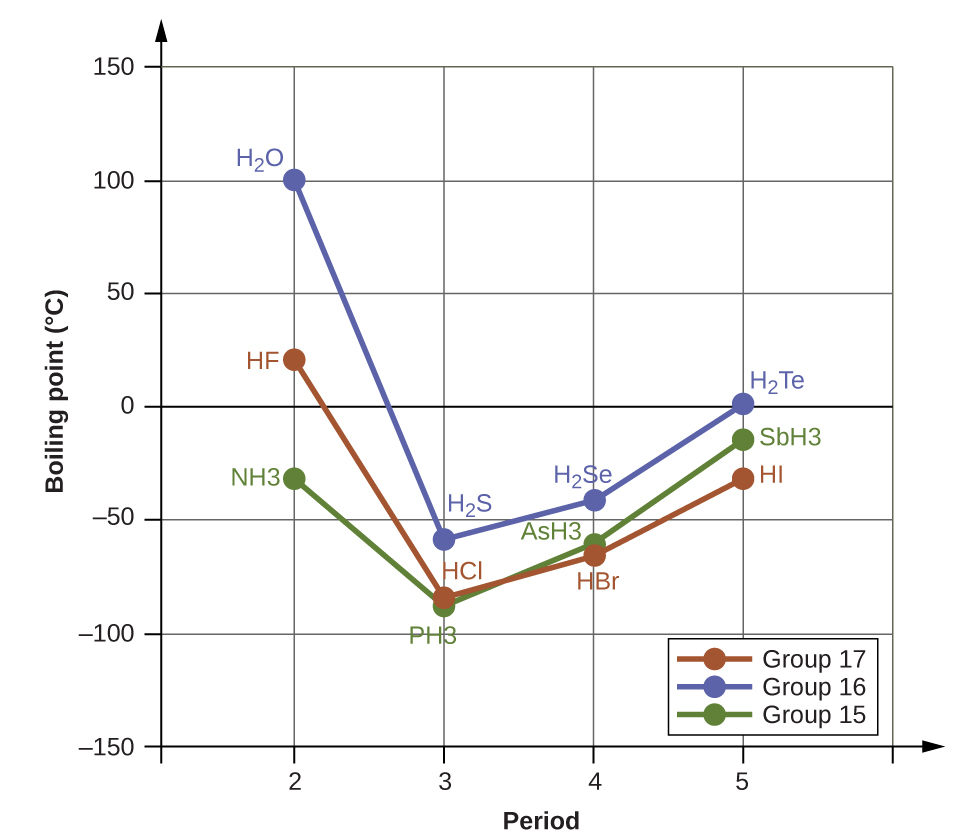 150
H₂O
100
50
HF
0
H₂Te
SbH3
NH3
HI
H₂Se
H₂S
–50
AsH3
HCl
HBr
PH3
–100
Group 17
Group 16
Group 15
–150
2 3 4 5
Period
Boiling point (°C)